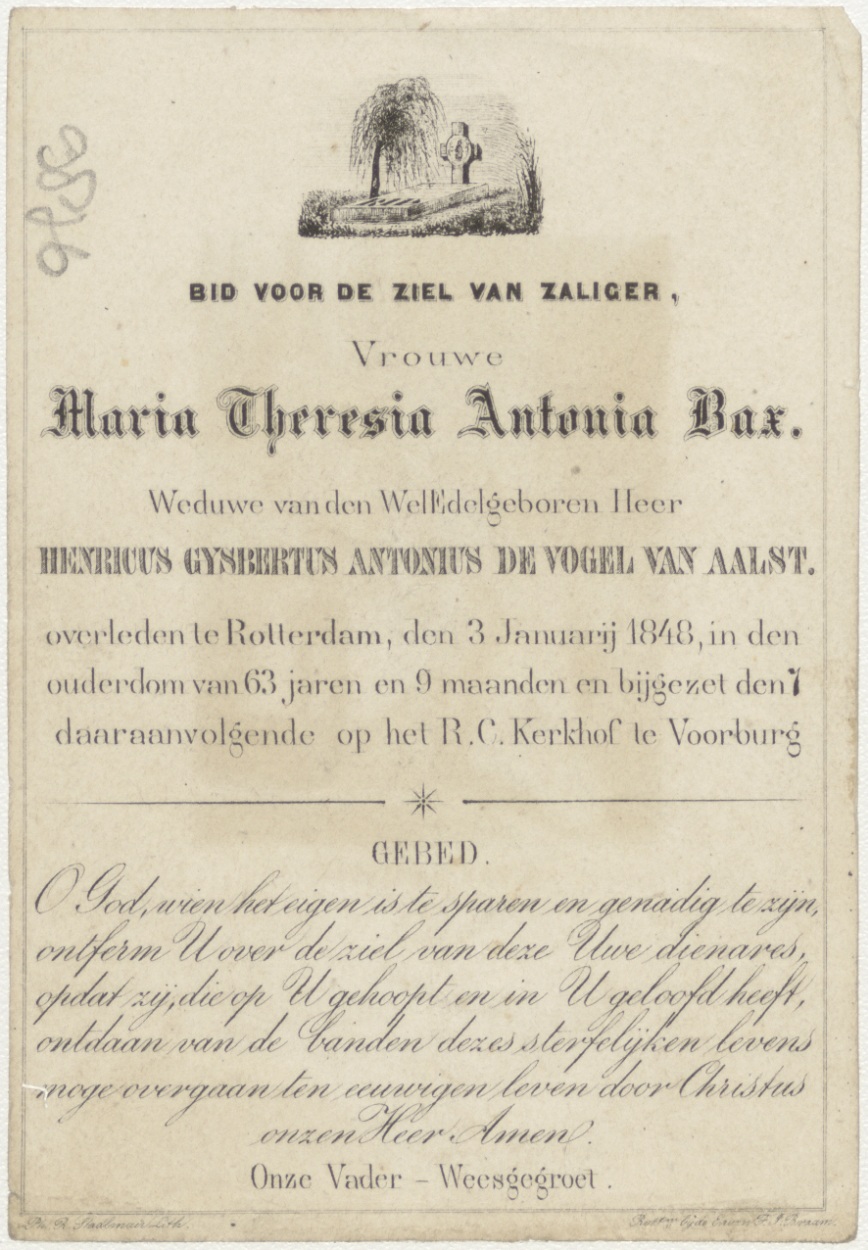 BID VOOR DE ZIEL VAN ZALIGER,
Vrouwe
Maria Theresia Antonia Bax.
Weduwe van den WelEdelgeboren Heer
HENRICUS GYSBERTUS ANTONIUS DE VOGEL VAN AALST.
overleden te Rotterdam, den 3 Januarij 1848, in den
ouderdom van 63 jaren en 9 maanden en bijgezet den 7
daaraanvolgende op het R.C. Kerkhof te Voorburg
GEBED.
O God, wien het eigen is te sparen en genadig te zijn,
ontferm U over de ziel van deze Uwe dienares,
opdat zij, die op U gehoopt en in U geloofd heeft,
ontdaan van de banden dezes sterfelijken levens
moge overgaan ten eeuwigen leven door Christus
onzen Heer Amen.
Onze Vader – Weesgegroet.
Lith.